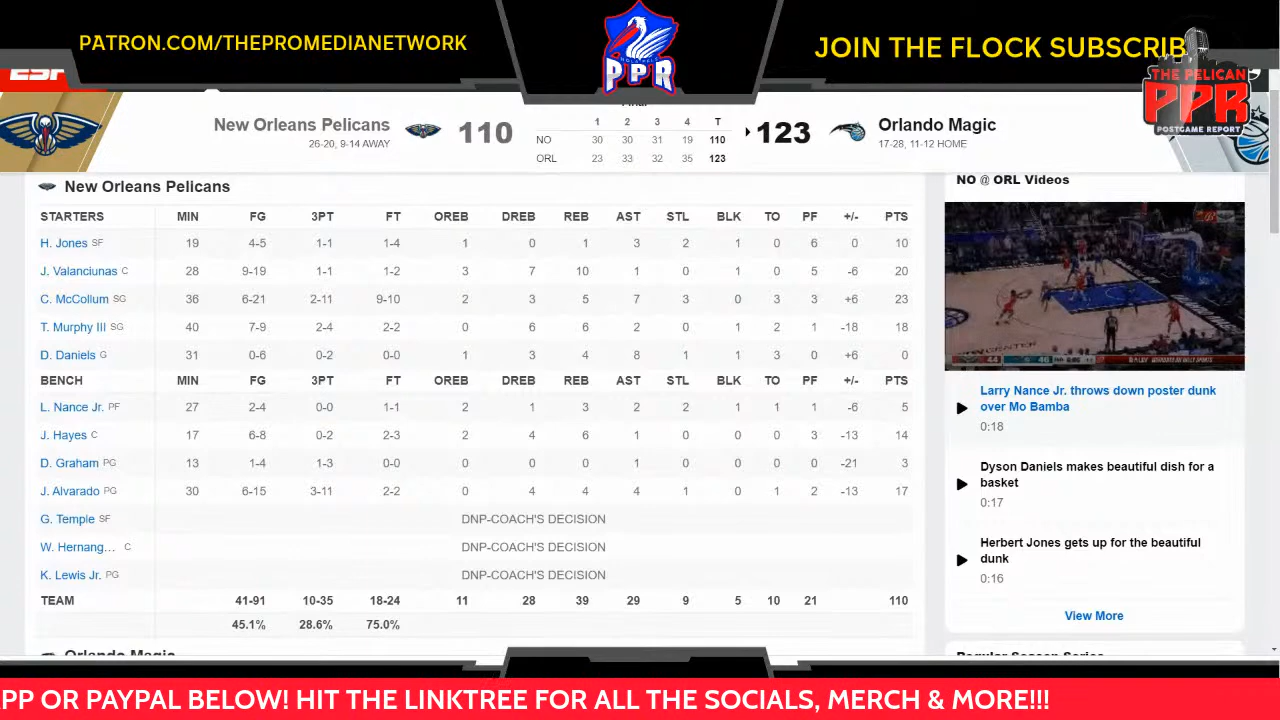 PATRON.COM/THEPROMEDIANETWORK
PPR
JOIN THE FLOCK SUBSCRIB
THE PELICAN
PPR
POSTGAME REPORT
New Orleans Pelicans
26-20, 9-14 AWAY
110
Final
1 2 3 4 T
NO 30 30 31 19 110
ORL 23 33 32 35 123
123
Orlando Magic
17-28, 11-12 HOME
New Orleans Pelicans
STARTERS MIN FG 3PT FT OREB DREB REB AST STL BLK TO PF +/- PTS
H. Jones SF 19 4-5 1-1 1-4 1 0 1 3 2 1 0 6 0 10
J. Valanciunas C 28 9-19 1-1 1-2 3 7 10 1 0 1 0 5 -6 20
C. McCollum SG 36 6-21 2-11 9-10 2 3 5 7 3 0 3 3 +6 23
T. Murphy III SG 40 7-9 2-4 2-2 0 6 6 2 0 1 2 1 -18 18
D. Daniels G 31 0-6 0-2 0-0 1 3 4 8 1 1 3 0 +6 0
BENCH MIN FG 3PT FT OREB DREB REB AST STL BLK TO PF +/- PTS
L. Nance Jr. PF 27 2-4 0-0 1-1 2 1 3 2 2 1 1 1 -6 5
J. Hayes C 17 6-8 0-2 2-3 2 4 6 1 0 0 0 3 -13 14
D. Graham PG 13 1-4 1-3 0-0 0 0 0 1 0 0 0 0 -21 3
J. Alvarado PG 30 6-15 3-11 2-2 0 4 4 4 1 0 1 2 -13 17
G. Temple SF DNP-COACH'S DECISION
W. Hernang... C DNP-COACH'S DECISION
K. Lewis Jr. PG DNP-COACH'S DECISION
TEAM 41-91 10-35 18-24 11 28 39 29 9 5 10 21 110
45.1% 28.6% 75.0%
Orlando Magic
NO @ ORL Videos
44 46
Larry Nance Jr. throws down poster dunk
over Mo Bamba
0:18
Dyson Daniels makes beautiful dish for a
basket
0:17
Herbert Jones gets up for the beautiful
dunk
0:16
View More
Regular Season Series
PP OR PAYPAL BELOW! HIT THE LINKTREE FOR ALL THE SOCIALS, MERCH & MORE!!!